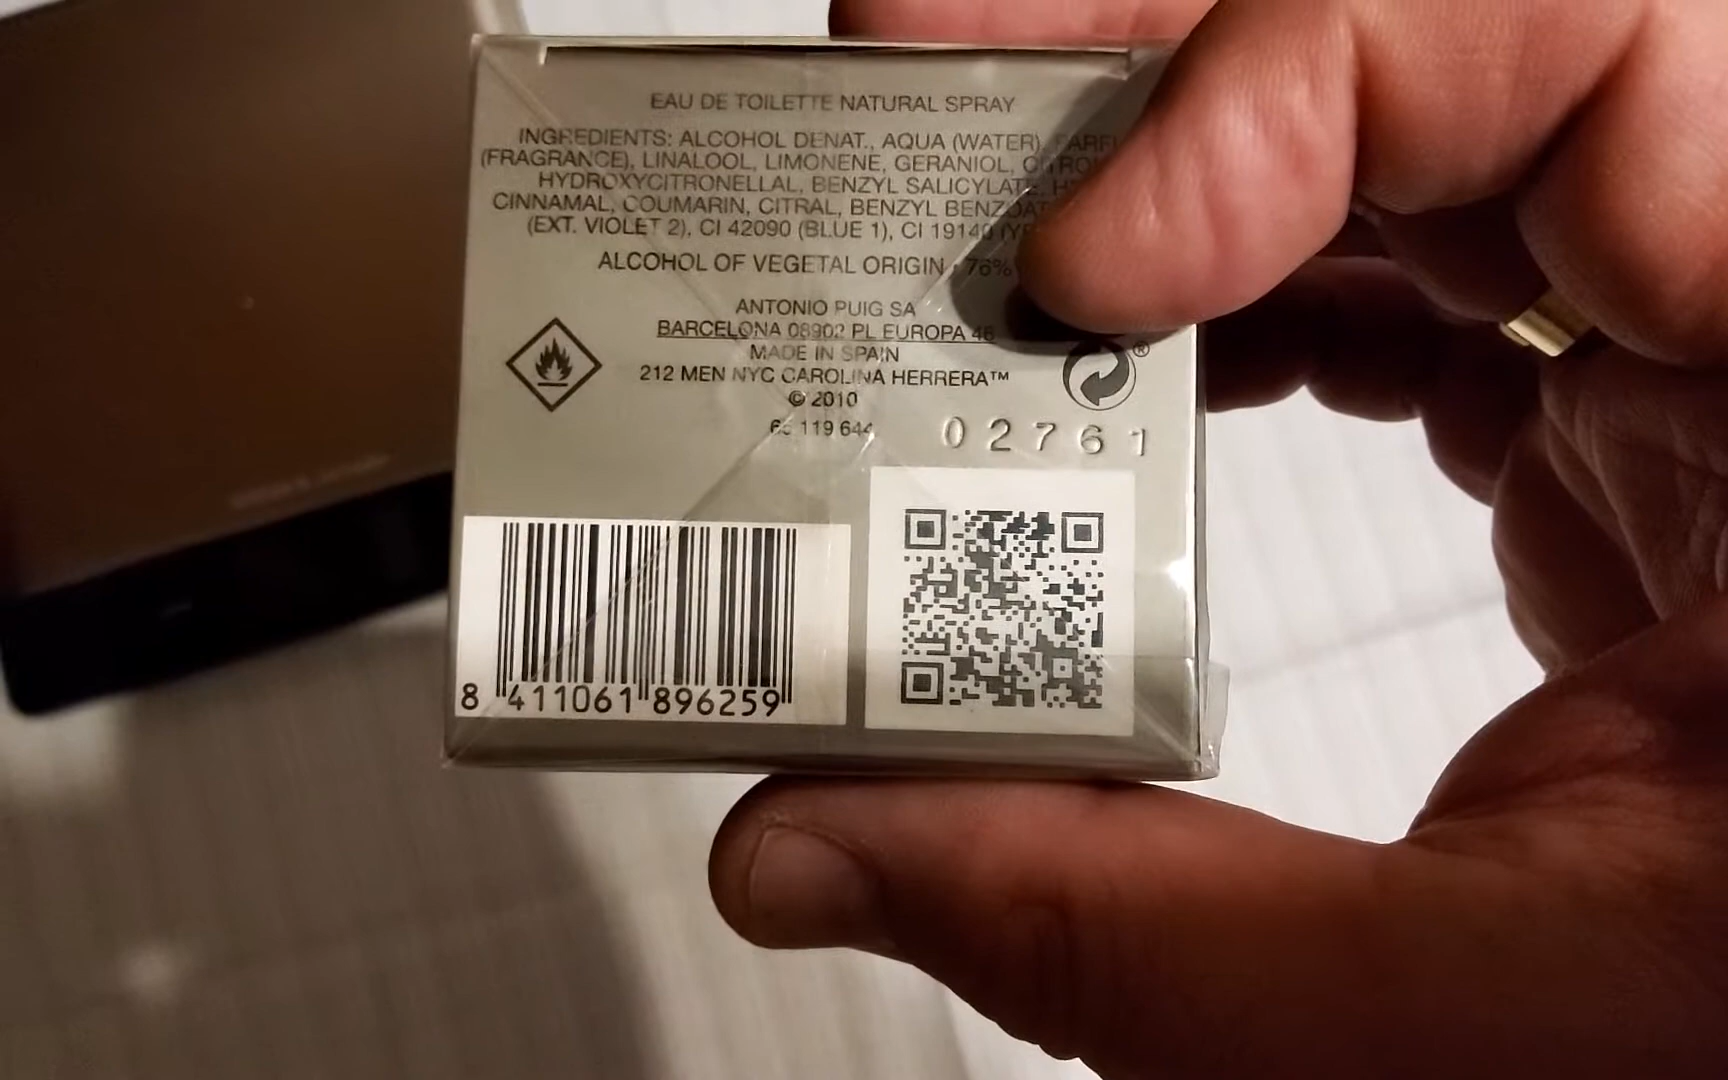 EAU DE TOILETTE NATURAL SPRAY
INGREDIENTS: ALCOHOL DENAT., AQUA (WATER),
(FRAGRANCE), LINALOOL, LIMONENE, GERANIOL,
HYDROXYCITRONELLAL, BENZYL SALICYLATE,
CINNAMAL, COUMARIN, CITRAL, BENZYL
(EXT. VIOLET 2), CI 42090 (BLUE 1), CI 19140
ALCOHOL OF VEGETAL ORIGIN 76%
ANTONIO PUIG SA
BARCELONA 08902 PL EUROPA 46
MADE IN SPAIN
212 MEN NYC CAROLINA HERRERA™
© 2010
119 644
®
02761
8 411061 896259